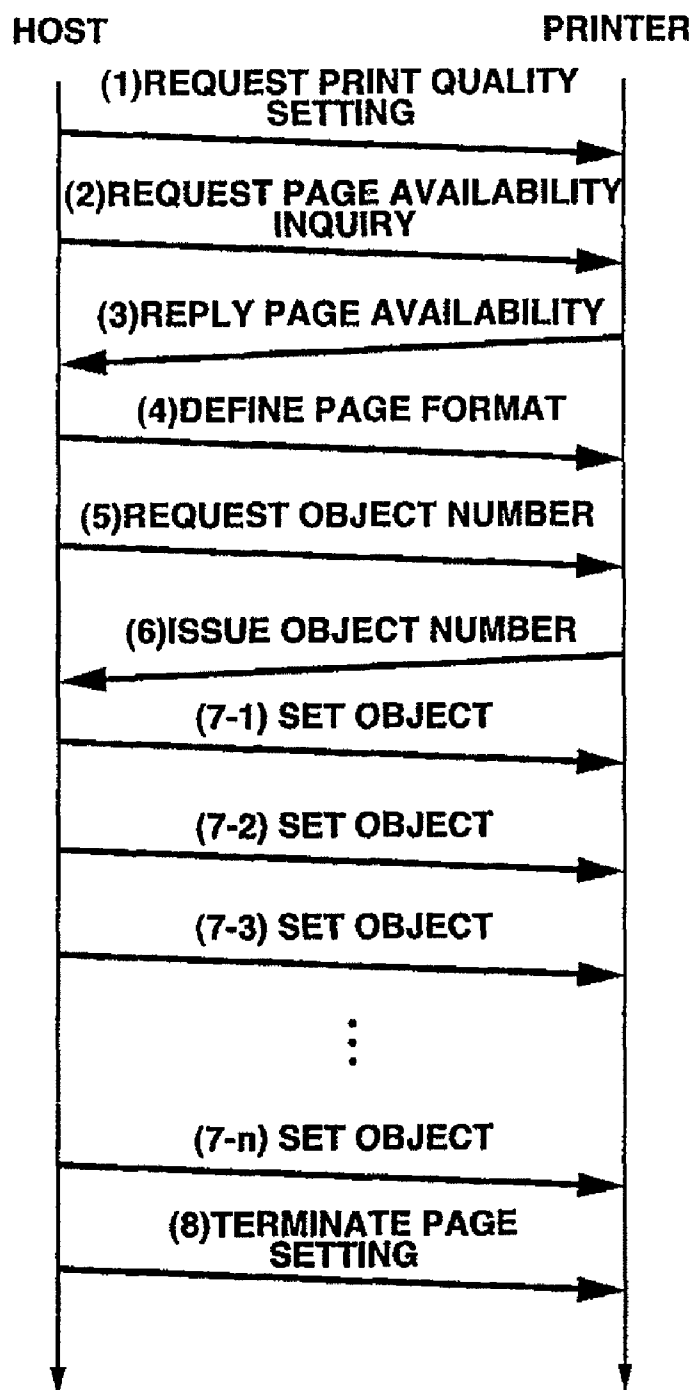 HOST
PRINTER
(1)REQUEST PRINT QUALITY
SETTING
(2)REQUEST PAGE AVAILABILITY
INQUIRY
(3)REPLY PAGE AVAILABILITY
(4)DEFINE PAGE FORMAT
(5)REQUEST OBJECT NUMBER
(6)ISSUE OBJECT NUMBER
(7-1) SET OBJECT
(7-2) SET OBJECT
(7-3) SET OBJECT
(7-n) SET OBJECT
(8)TERMINATE PAGE
SETTING